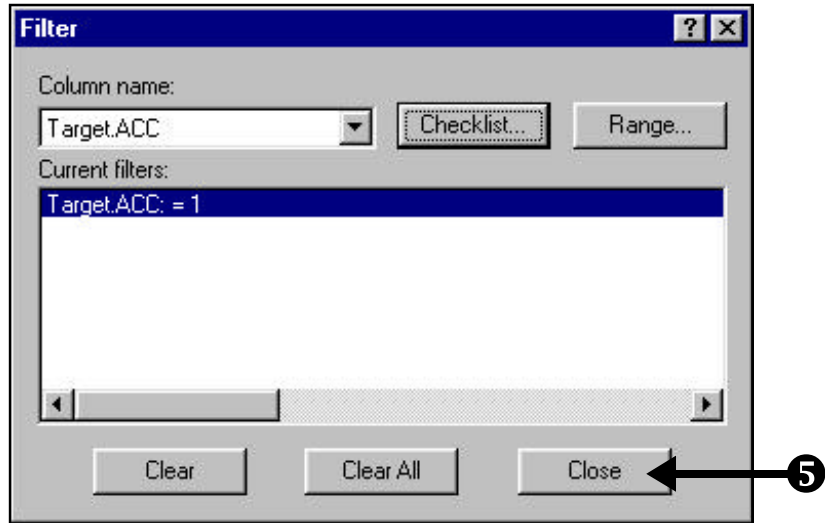 Filter ? X
Column name:
Target.ACC Checklist... Range...
Current filters:
Target.ACC: = 1
Clear Clear All Close 5